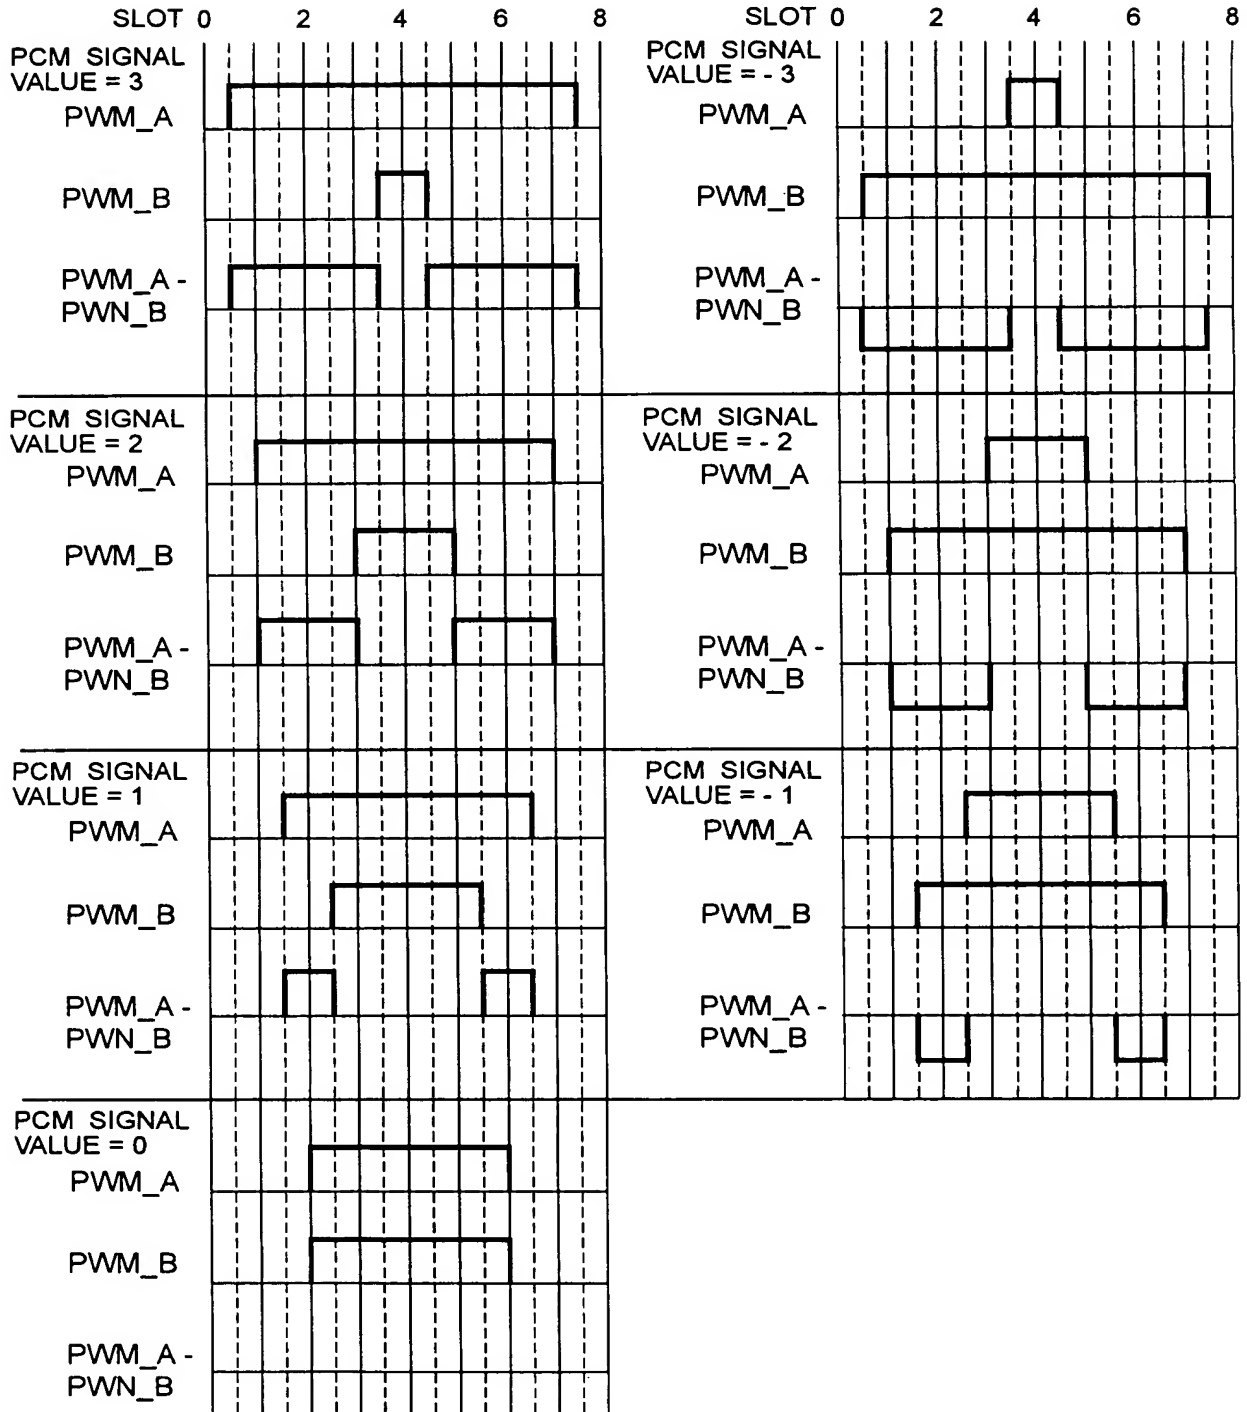 SLOT 0 2 4 6 8
PCM SIGNAL
VALUE = 3
PWM_A
PWM_B
PWM_A -
PWN_B
PCM SIGNAL
VALUE = 2
PWM_A
PWM_B
PWM_A -
PWN_B
PCM SIGNAL
VALUE = 1
PWM_A
PWM_B
PWM_A -
PWN_B
PCM SIGNAL
VALUE = 0
PWM_A
PWM_B
PWM_A -
PWN_B
SLOT 0 2 4 6 8
PCM SIGNAL
VALUE = - 3
PWM_A
PWM_B
PWM_A -
PWN_B
PCM SIGNAL
VALUE = - 2
PWM_A
PWM_B
PWM_A -
PWN_B
PCM SIGNAL
VALUE = - 1
PWM_A
PWM_B
PWM_A -
PWN_B